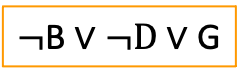 ¬B ∨ ¬D ∨ G